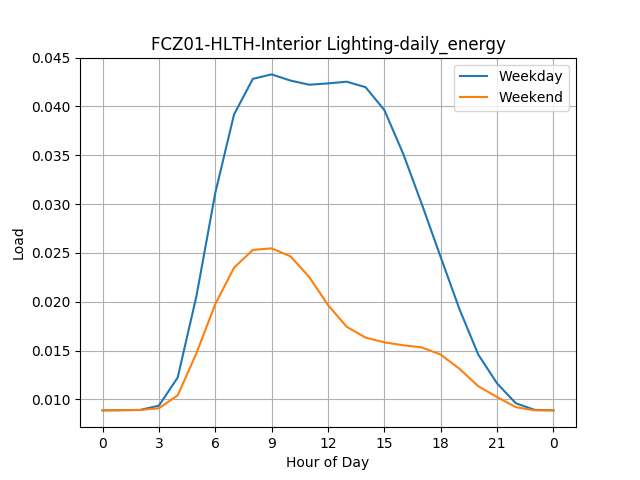 FCZ01-HLTH-Interior Lighting-daily_energy
Load
0.045
0.040
0.035
0.030
0.025
0.020
0.015
0.010
Weekday
Weekend
0 3 6 9 12 15 18 21 0
Hour of Day